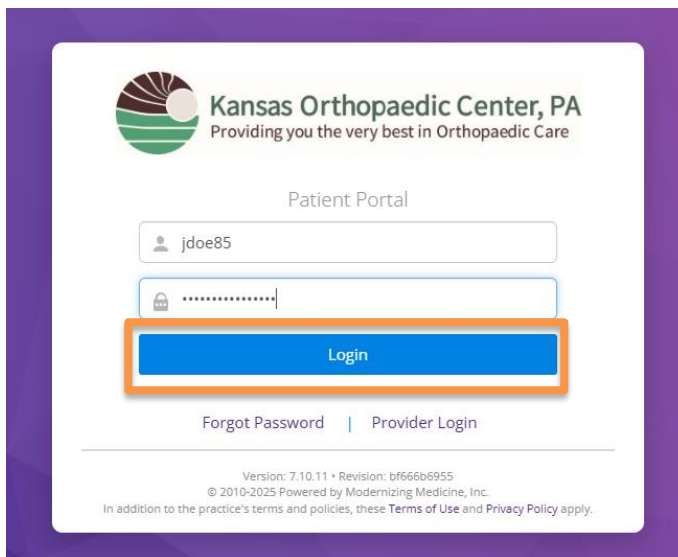 Kansas Orthopaedic Center, PA
Providing you the very best in Orthopaedic Care
Patient Portal
jdoe85
••••••••••••••••
Login
Forgot Password | Provider Login
Version: 7.10.11 • Revision: bf666b6955
© 2010-2025 Powered by Modernizing Medicine, Inc.
In addition to the practice's terms and policies, these Terms of Use and Privacy Policy apply.